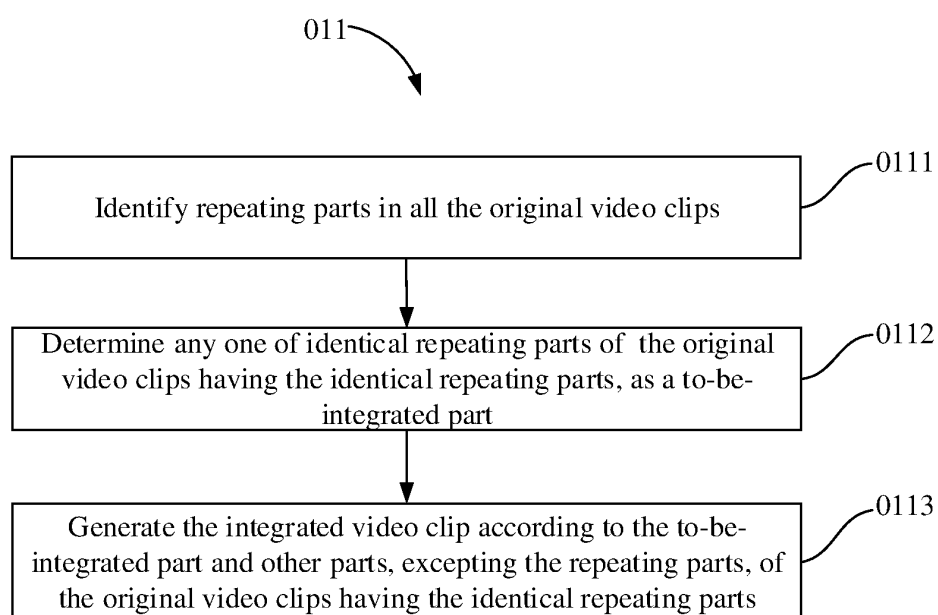 011
0111
Identify repeating parts in all the original video clips
0112
Determine any one of identical repeating parts of the original
video clips having the identical repeating parts, as a to-be-
integrated part
0113
Generate the integrated video clip according to the to-be-
integrated part and other parts, excepting the repeating parts, of
the original video clips having the identical repeating parts